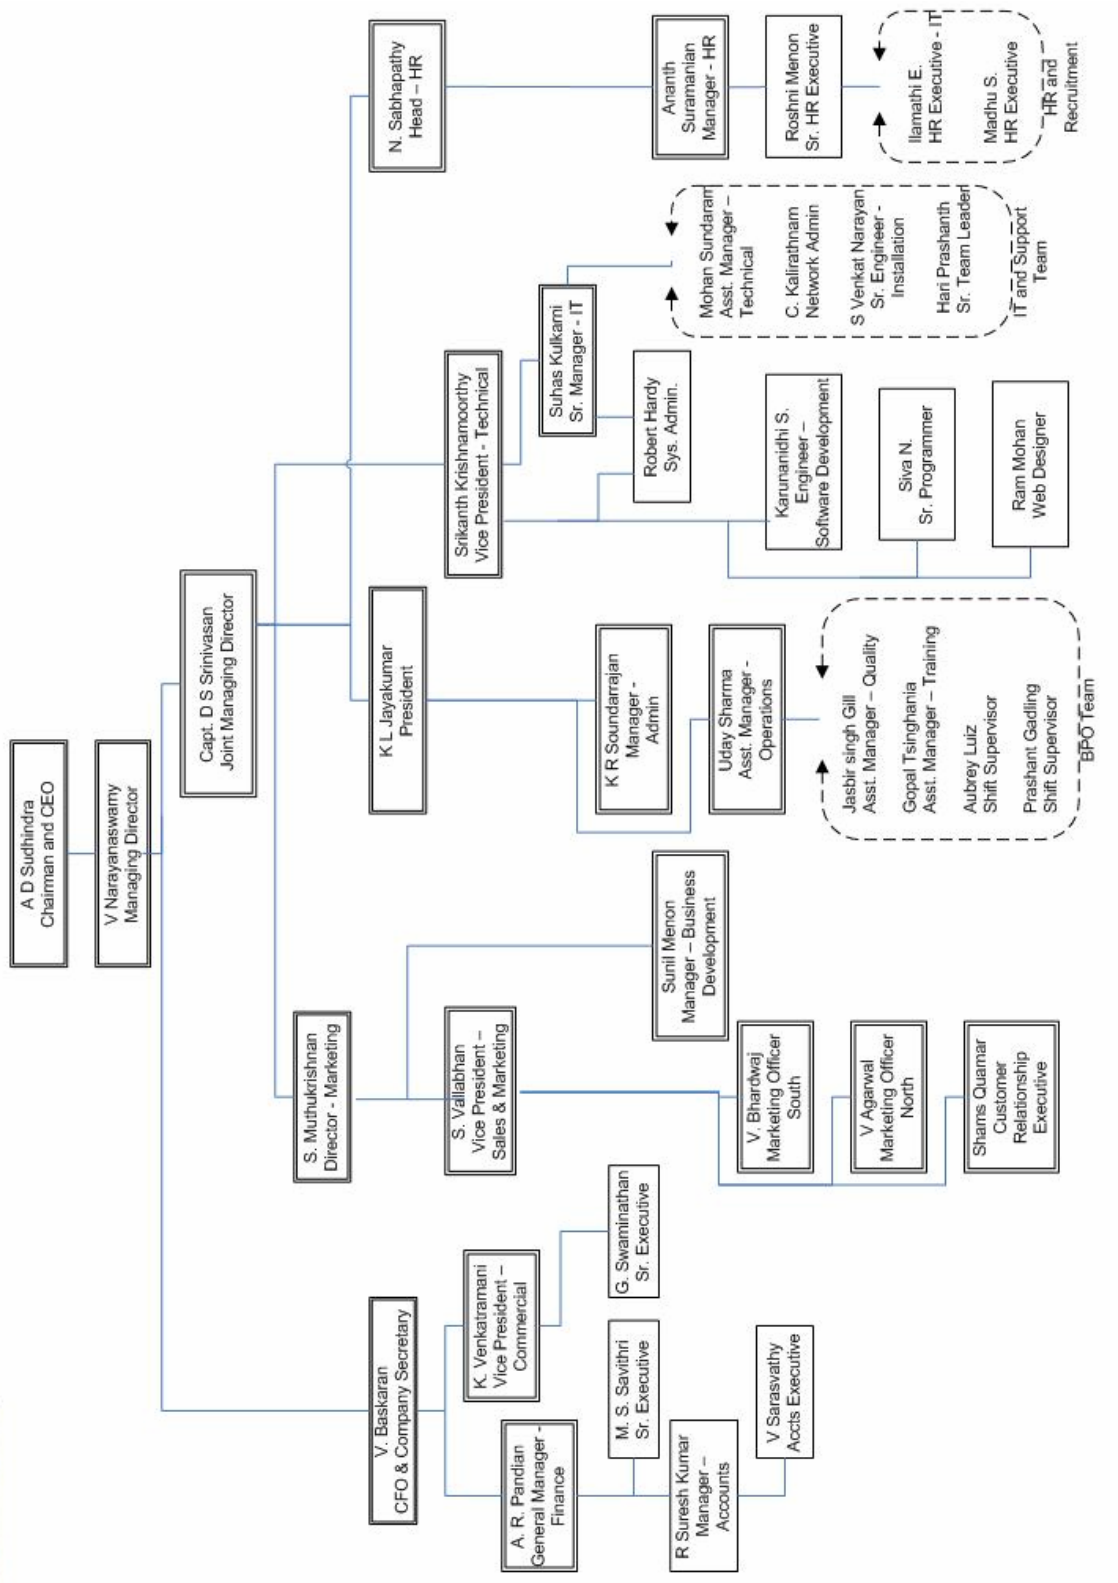 A D Sudhindra
Chairman and CEO
V Narayanaswamy
Managing Director
Capt. D S Srinivasan
Joint Managing Director
V. Baskaran
CFO & Company Secretary
S. Muthukrishnan
Director - Marketing
K L Jayakumar
President
N. Sabhapathy
Head – HR
A. R. Pandian
General Manager -
Finance
K. Venkatramani
Vice President –
Commercial
M. S. Savithri
Sr. Executive
G. Swaminathan
Sr. Executive
R Suresh Kumar
Manager –
Accounts
V Sarasvathy
Accts Executive
S. Vallabhan
Vice President –
Sales & Marketing
Sunil Menon
Manager – Business
Development
V. Bhardwaj
Marketing Officer
South
V Agarwal
Marketing Officer
North
Shams Quamar
Customer
Relationship
Executive
K R Soundarrajan
Manager -
Admin
Uday Sharma
Asst. Manager -
Operations
Jasbir singh Gill
Asst. Manager – Quality
Gopal Tsinghania
Asst. Manager – Training
Aubrey Luiz
Shift Supervisor
Prashant Gadling
Shift Supervisor
BPO Team
Srikanth Krishnamoorthy
Vice President - Technical
Suhas Kulkarni
Sr. Manager - IT
Robert Hardy
Sys. Admin.
Karunanidhi S.
Engineer –
Software Development
Siva N.
Sr. Programmer
Ram Mohan
Web Designer
Mohan Sundaram
Asst. Manager –
Technical
C. Kalirathnam
Network Admin
S Venkat Narayan
Sr. Engineer -
Installation
Hari Prashanth
Sr. Team Leader
IT and Support
Team
Ananth
Suramanian
Manager - HR
Roshni Menon
Sr. HR Executive
Ilamathi E.
HR Executive - IT
Madhu S.
HR Executive
HR and
Recruitment